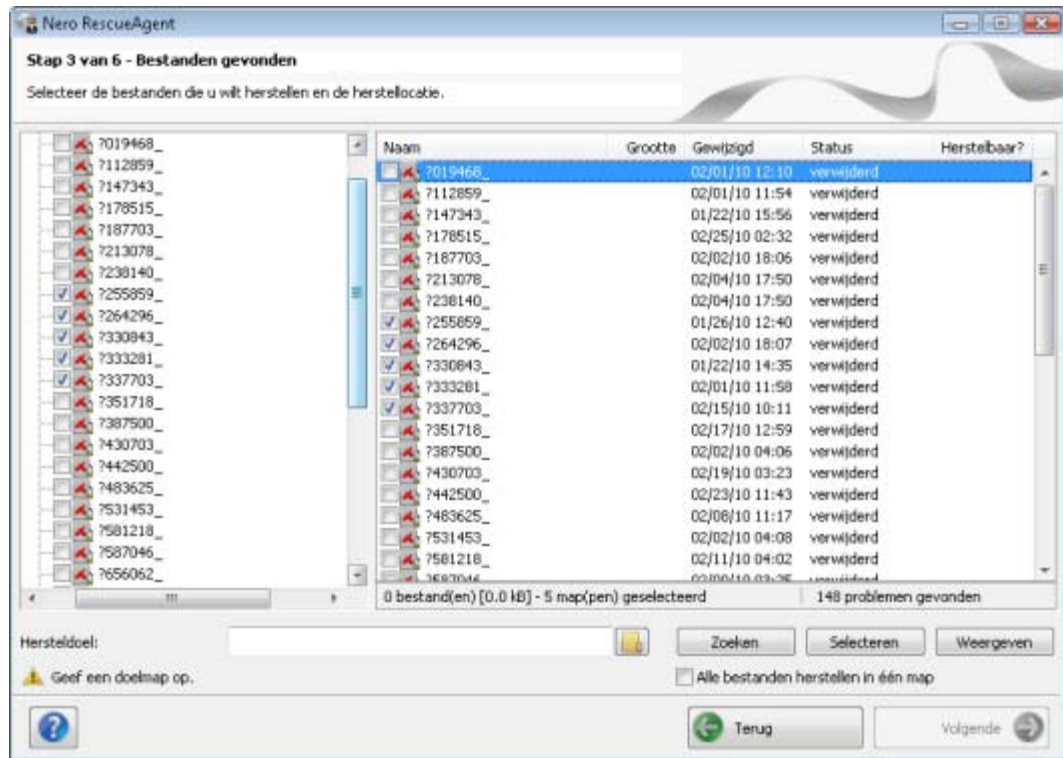 Nero RescueAgent
Stap 3 van 6 - Bestanden gevonden
Selecteer de bestanden die u wilt herstellen en de herstellocatie.
?019468_
?112859_
?147343_
?178515_
?187703_
?213078_
?238140_
?255859_
?264296_
?330843_
?333281_
?337703_
?351718_
?387500_
?430703_
?442500_
?483625_
?531453_
?581218_
?587046_
?656062_
Naam Grootte Gewijzigd Status Herstelbaar?
?019468_ 02/01/10 12:10 verwijderd
?112859_ 02/01/10 11:54 verwijderd
?147343_ 01/22/10 15:56 verwijderd
?178515_ 02/25/10 02:32 verwijderd
?187703_ 02/02/10 18:06 verwijderd
?213078_ 02/04/10 17:50 verwijderd
?238140_ 02/04/10 17:50 verwijderd
?255859_ 01/26/10 12:40 verwijderd
?264296_ 02/02/10 18:07 verwijderd
?330843_ 01/22/10 14:35 verwijderd
?333281_ 02/01/10 11:58 verwijderd
?337703_ 02/15/10 10:11 verwijderd
?351718_ 02/17/10 12:59 verwijderd
?387500_ 02/02/10 04:06 verwijderd
?430703_ 02/19/10 03:23 verwijderd
?442500_ 02/23/10 11:43 verwijderd
?483625_ 02/08/10 11:17 verwijderd
?531453_ 02/02/10 04:08 verwijderd
?581218_ 02/11/10 04:02 verwijderd
0 bestand(en) [0.0 kB] - 5 map(pen) geselecteerd 148 problemen gevonden
Hersteldoel: Zoeken Selecteren Weergeven
Geef een doelmap op. Alle bestanden herstellen in één map
Terug Volgende